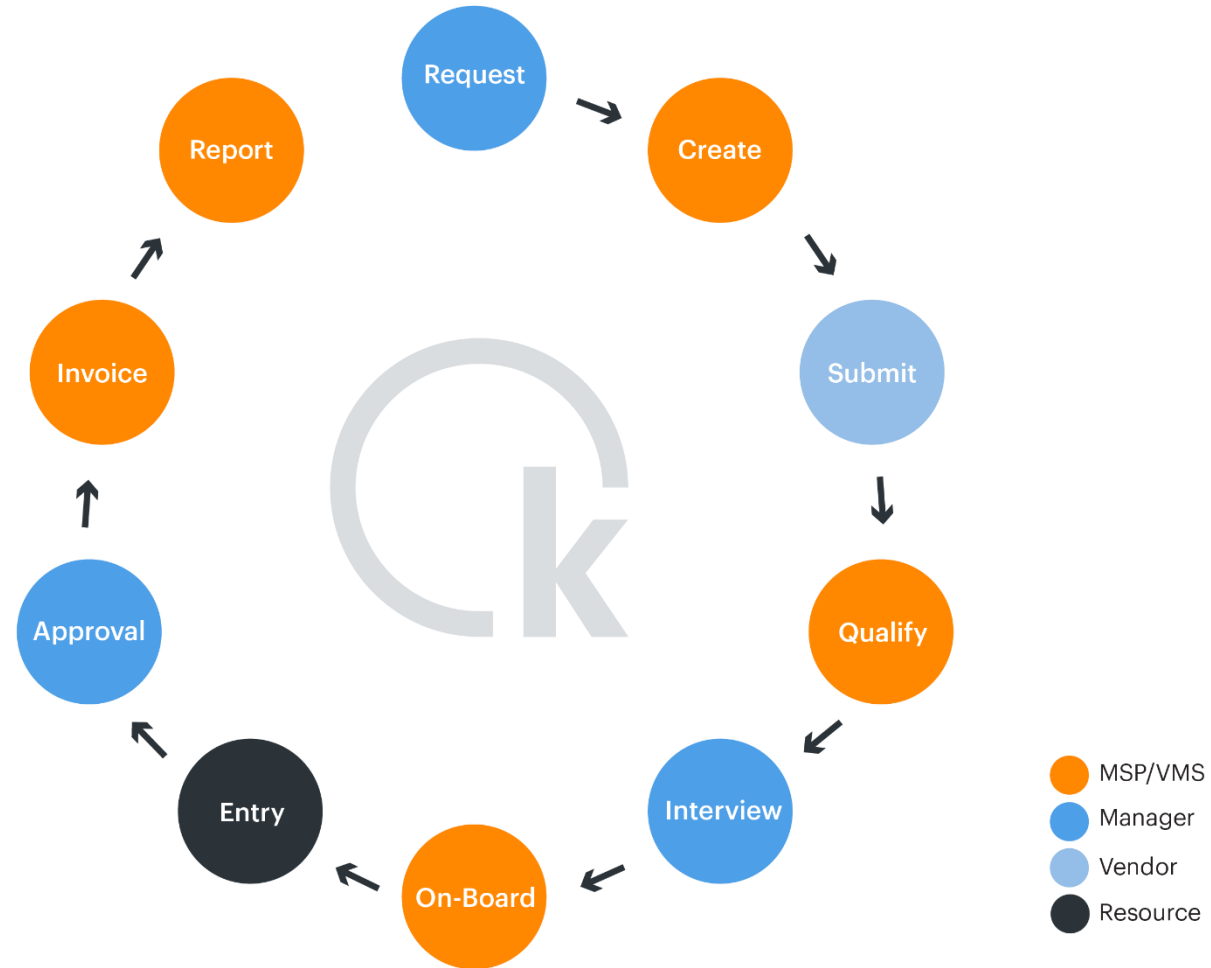 Request
Create
Submit
Qualify
Interview
On-Board
Entry
Approval
Invoice
Report
k
MSP/VMS
Manager
Vendor
Resource